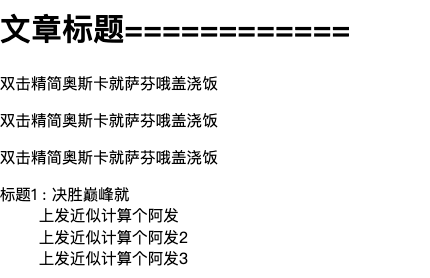 文章标题============
双击精简奥斯卡就萨芬哦盖浇饭
双击精简奥斯卡就萨芬哦盖浇饭
双击精简奥斯卡就萨芬哦盖浇饭
标题1 : 决胜巅峰就
上发近似计算个阿发
上发近似计算个阿发2
上发近似计算个阿发3